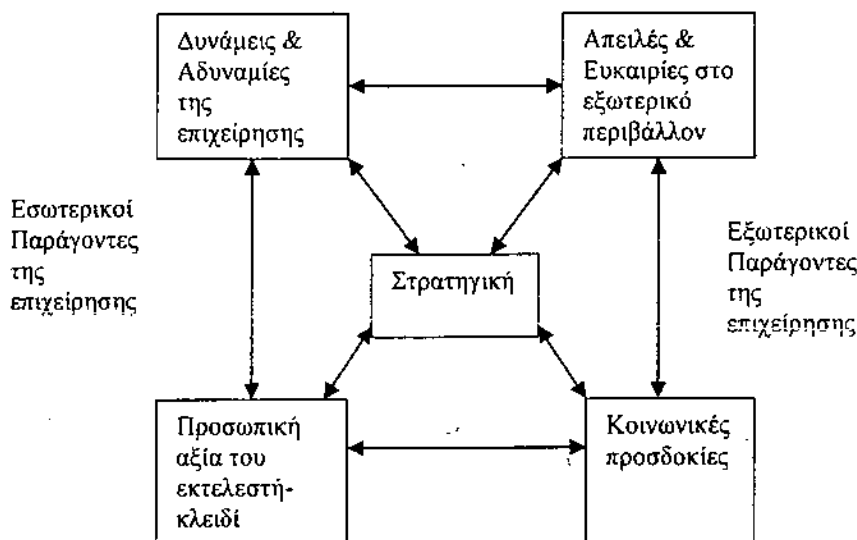 Δυνάμεις &
Αδυναμίες
της
επιχείρησης
Απειλές &
Ευκαιρίες στο
εξωτερικό
περιβάλλον
Εσωτερικοί
Παράγοντες
της
επιχείρησης
Στρατηγική
Εξωτερικοί
Παράγοντες
της
επιχείρησης
Προσωπική
αξία του
εκτελεστή-
κλειδί
Κοινωνικές
προσδοκίες